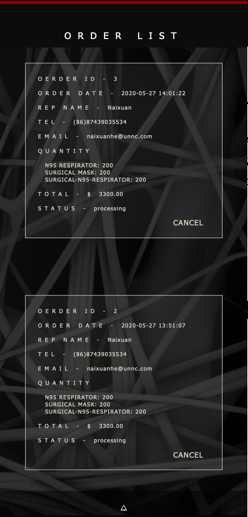 ORDER LIST
OERDER ID - 3
ORDER DATE - 2020-05-27 14:01:22
REP NAME - Naixuan
TEL - (86)87439035534
EMAIL - naixuanhe@unnc.com
QUANTITY
N95 RESPIRATOR: 200
SURGICAL MASK: 200
SURGICAL-N95-RESPIRATOR: 200
TOTAL - $ 3300.00
STATUS - processing
CANCEL
OERDER ID - 2
ORDER DATE - 2020-05-27 13:51:07
REP NAME - Naixuan
TEL - (86)87439035534
EMAIL - naixuanhe@unnc.com
QUANTITY
N95 RESPIRATOR: 200
SURGICAL MASK: 200
SURGICAL-N95-RESPIRATOR: 200
TOTAL - $ 3300.00
STATUS - processing
CANCEL